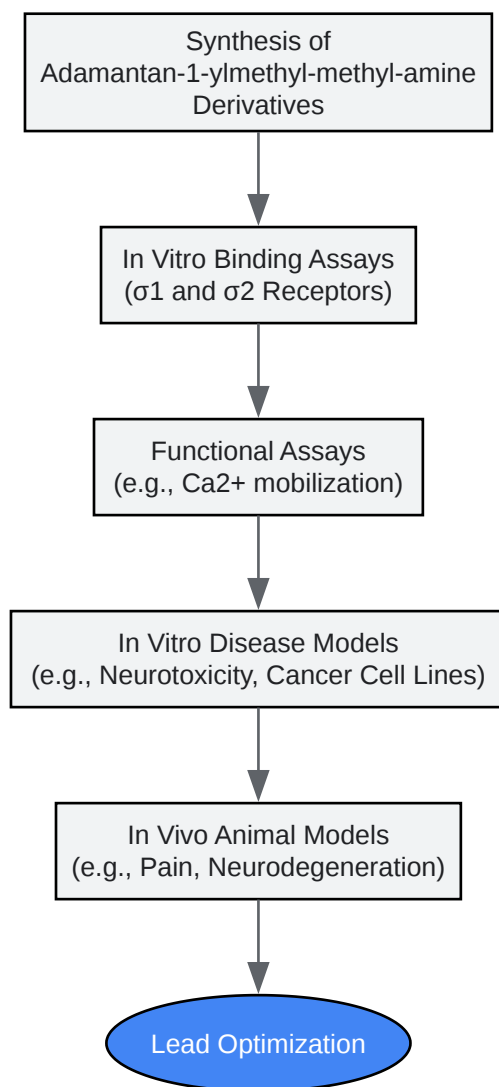 Synthesis of
Adamantan-1-ylmethyl-methyl-amine
Derivatives
In Vitro Binding Assays
(σ1 and σ2 Receptors)
Functional Assays
(e.g., Ca2+ mobilization)
In Vitro Disease Models
(e.g., Neurotoxicity, Cancer Cell Lines)
In Vivo Animal Models
(e.g., Pain, Neurodegeneration)
Lead Optimization